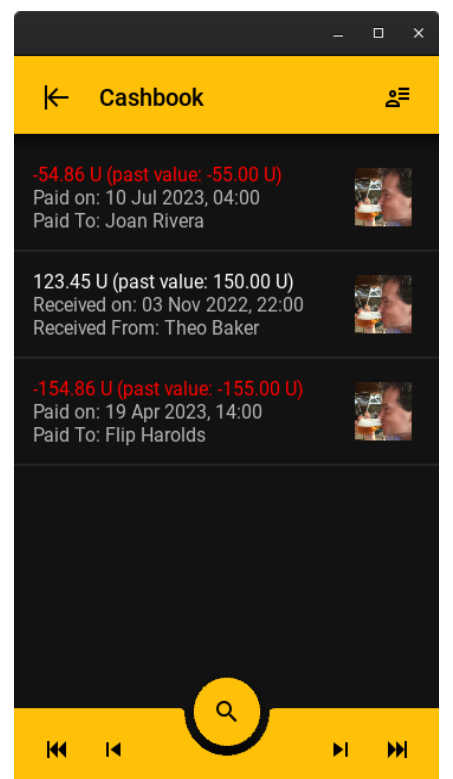 Cashbook
-54.86 U (past value: -55.00 U)
Paid on: 10 Jul 2023, 04:00
Paid To: Joan Rivera
123.45 U (past value: 150.00 U)
Received on: 03 Nov 2022, 22:00
Received From: Theo Baker
-154.86 U (past value: -155.00 U)
Paid on: 19 Apr 2023, 14:00
Paid To: Flip Harolds